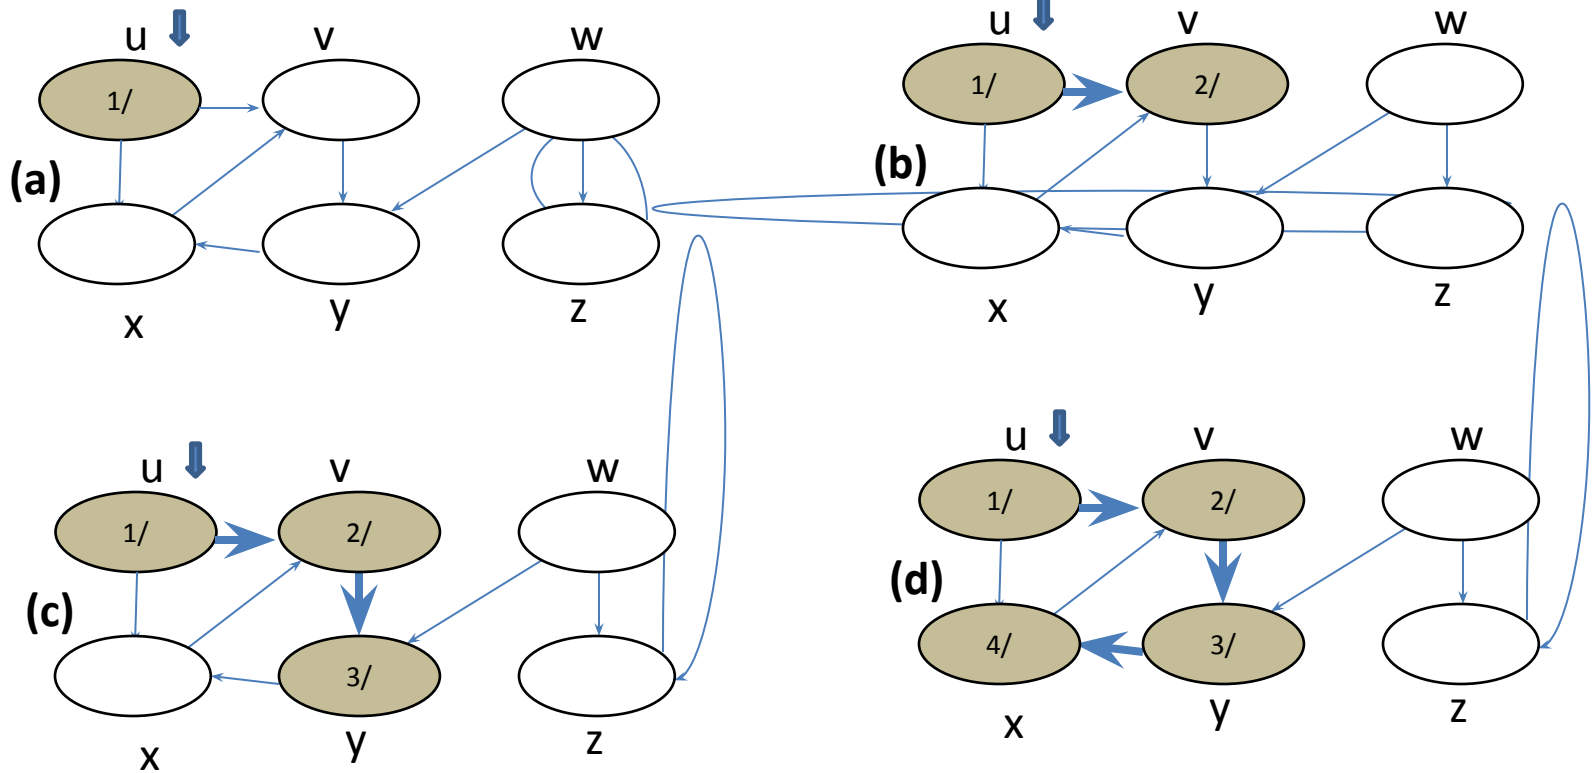 u v w
1/
(a)
x y z
u v w
1/ 2/
(b)
x y z
u v w
1/ 2/
(c)
3/
x y z
u v w
1/ 2/
(d)
4/ 3/
x y z